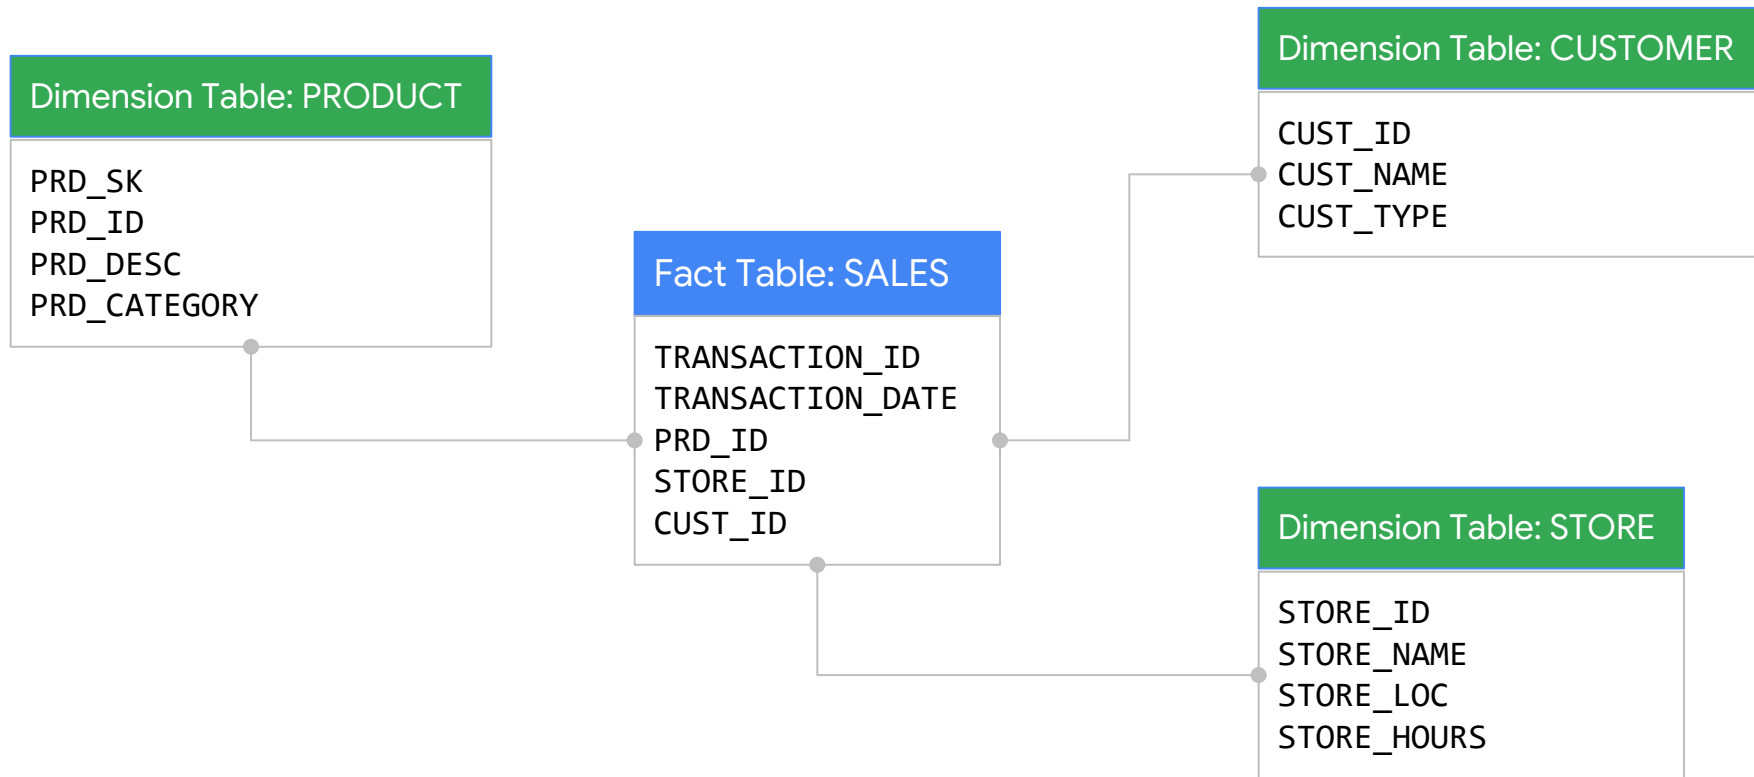 Dimension Table: PRODUCT
PRD_SK
PRD_ID
PRD_DESC
PRD_CATEGORY
Fact Table: SALES
TRANSACTION_ID
TRANSACTION_DATE
PRD_ID
STORE_ID
CUST_ID
Dimension Table: CUSTOMER
CUST_ID
CUST_NAME
CUST_TYPE
Dimension Table: STORE
STORE_ID
STORE_NAME
STORE_LOC
STORE_HOURS